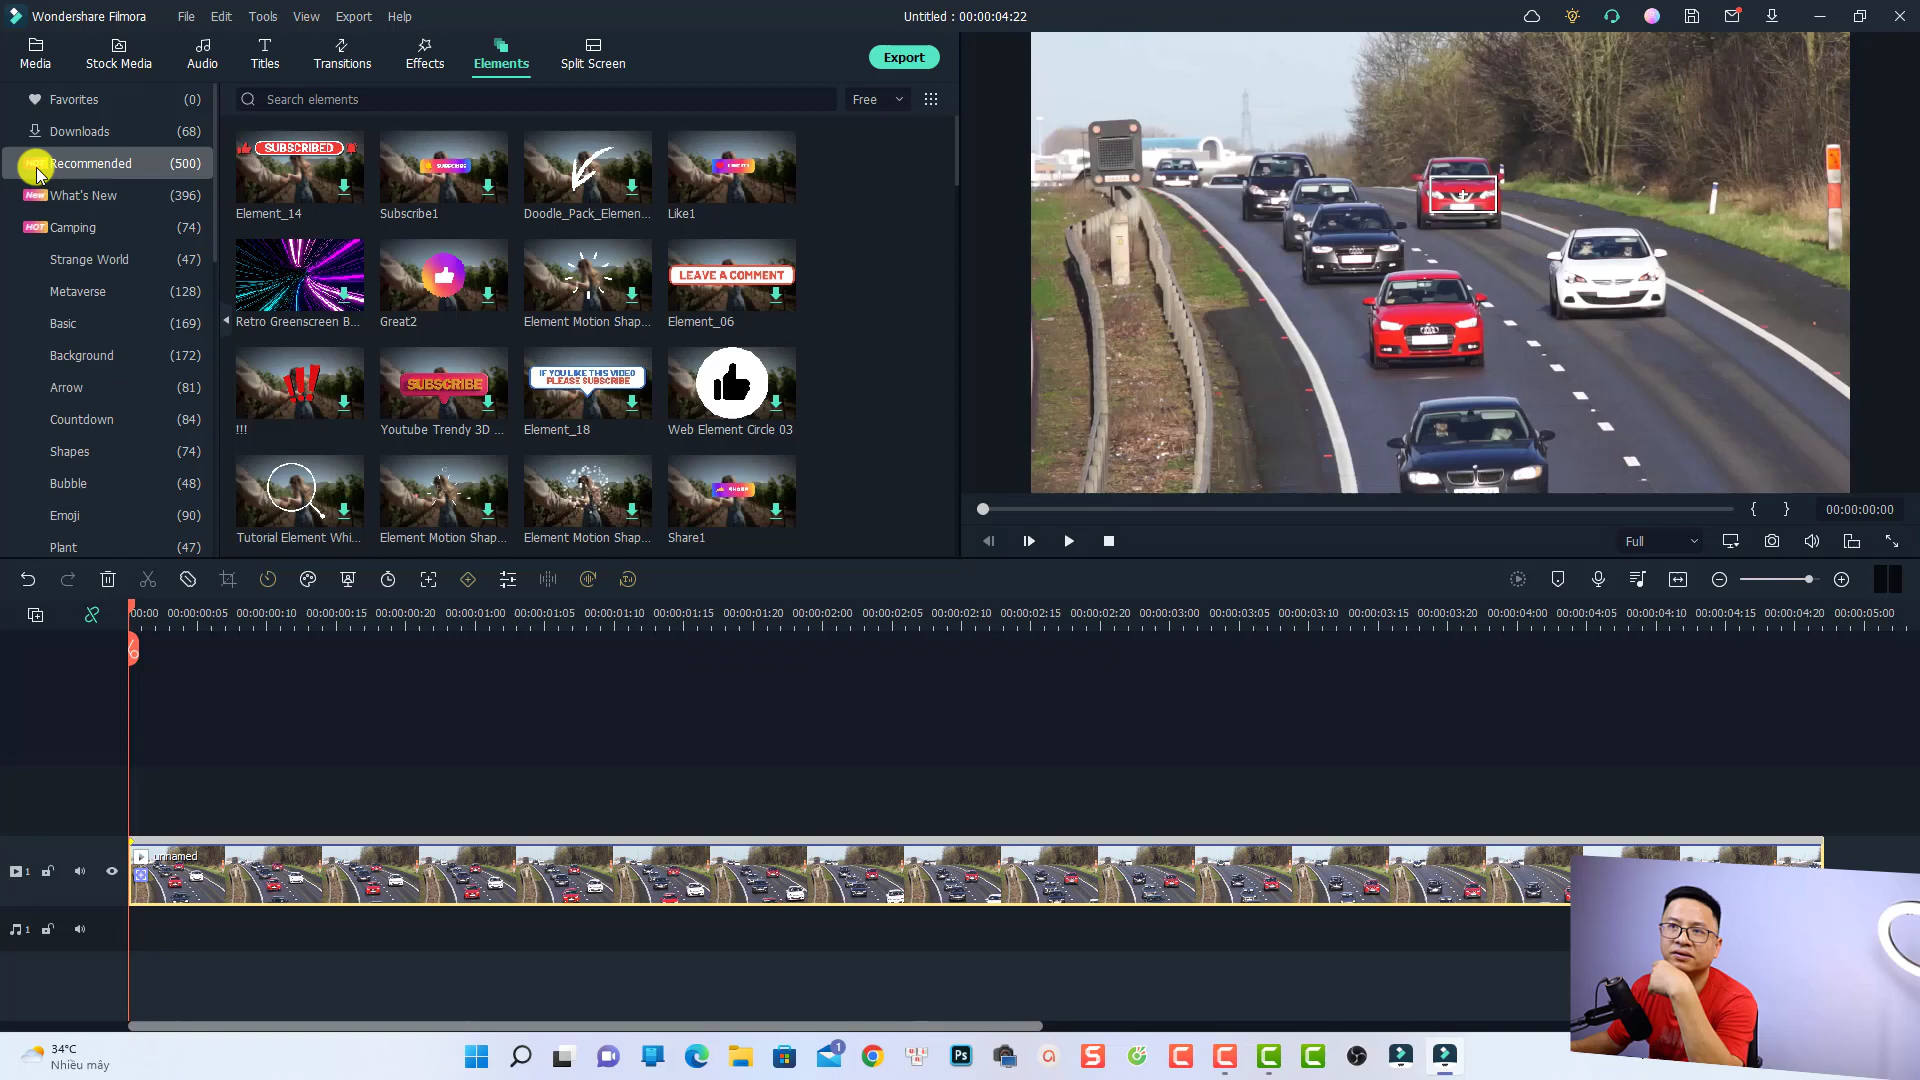 Wondershare Filmora File Edit Tools View Export Help Untitled : 00:00:04:22
Media Stock Media Audio Titles Transitions Effects Elements Split Screen Export
Favorites (0)
Downloads (68)
HOT Recommended (500)
New What's New (396)
HOT Camping (74)
Strange World (47)
Metaverse (128)
Basic (169)
Background (172)
Arrow (81)
Countdown (84)
Shapes (74)
Bubble (48)
Emoji (90)
Plant (47)
Search elements Free
SUBSCRIBED SUBSCRIBE
Element_14 Subscribe1 Doodle_Pack_Elemen... Like1
LEAVE A COMMENT
Retro Greenscreen B... Great2 Element Motion Shap... Element_06
!!! SUBSCRIBE IF YOU LIKE THIS VIDEO
PLEASE SUBSCRIBE
!!! Youtube Trendy 3D ... Element_18 Web Element Circle 03
SHARE
Tutorial Element Whi... Element Motion Shap... Element Motion Shap... Share1
{ } 00:00:00:00
Full
00:00 00:00:00:05 00:00:00:10 00:00:00:15 00:00:00:20 00:00:01:00 00:00:01:05 00:00:01:10 00:00:01:15 00:00:01:20 00:00:02:00 00:00:02:05 00:00:02:10 00:00:02:15 00:00:02:20 00:00:03:00 00:00:03:05 00:00:03:10 00:00:03:15 00:00:03:20 00:00:04:00 00:00:04:05 00:00:04:10 00:00:04:15 00:00:04:20 00:00:05:00
unnamed
1
1
34°C
Nhiều mây
1
Ps